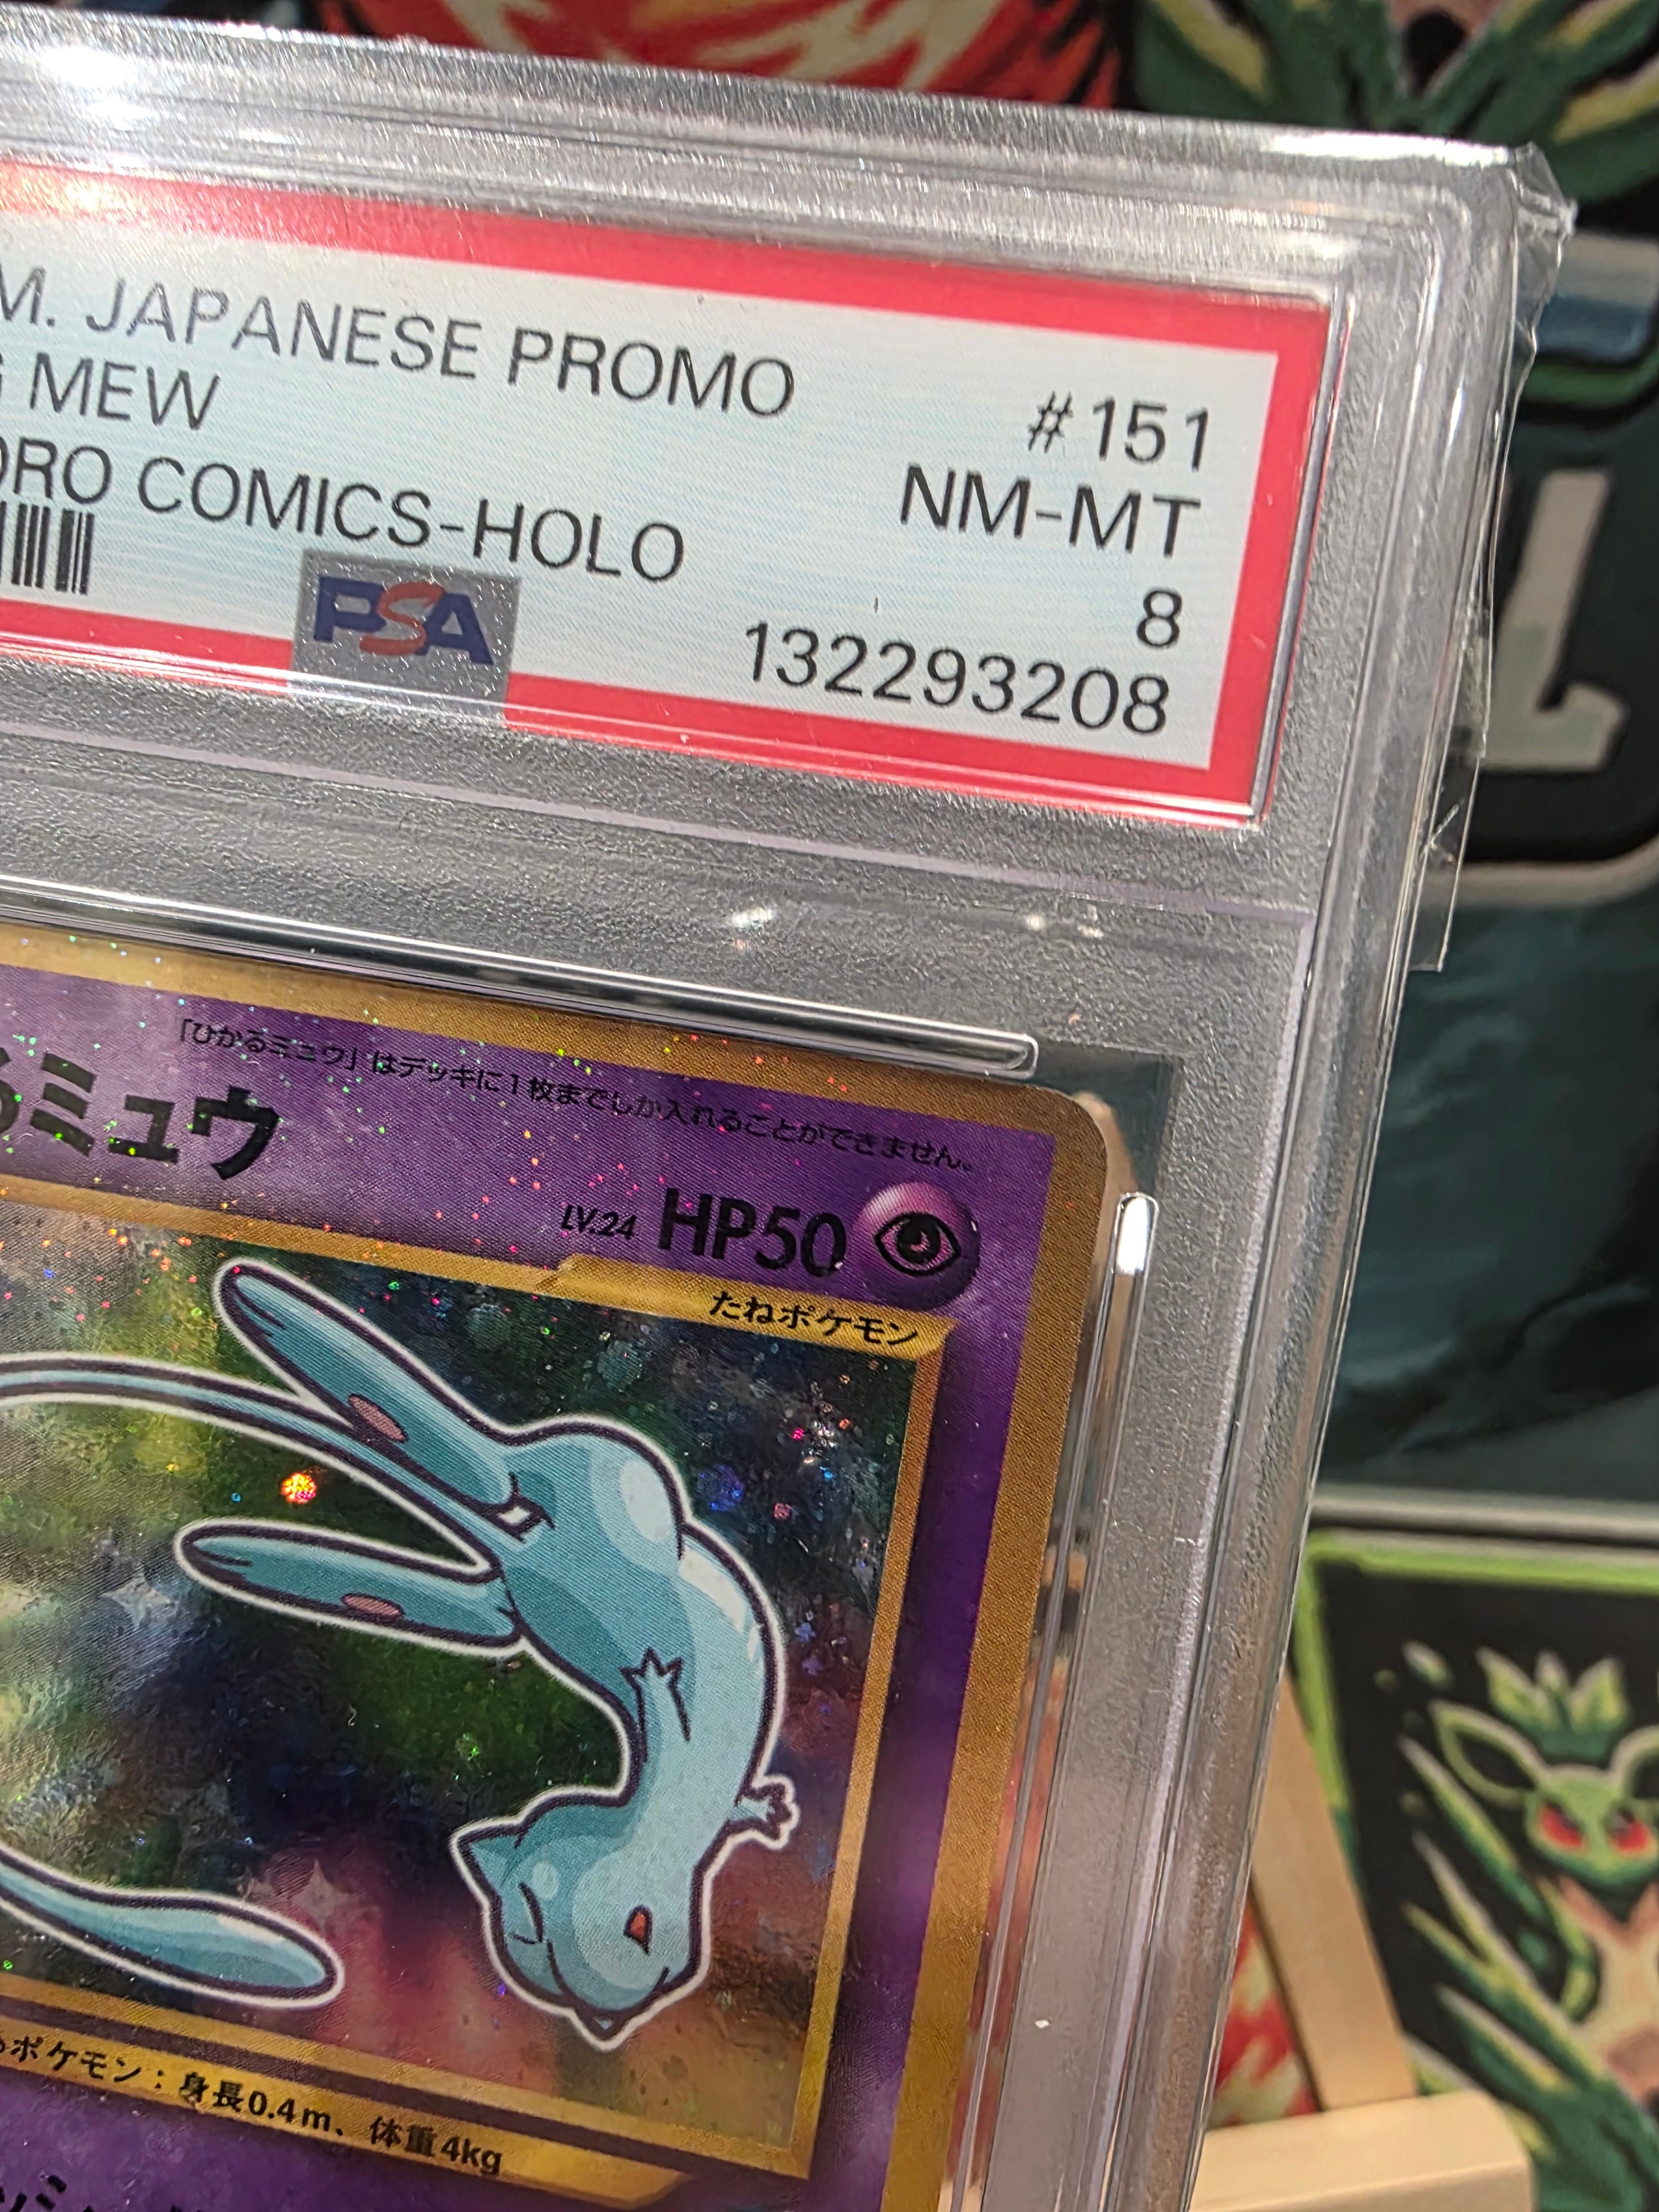 M. JAPANESE PROMO #151
G MEW NM-MT
ORO COMICS-HOLO 8
PSA 132293208
「ひかるミュウ」はデッキに1枚までしか入れることができません。
るミュウ LV.24 HP50
たねポケモン
ポケモン:身長0.4m、体重4kg